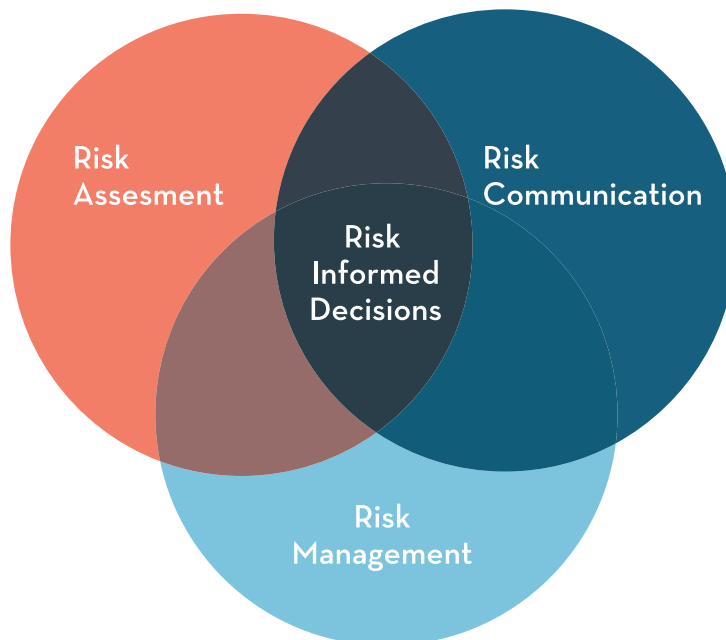 Risk
Assesment
Risk
Communication
Risk
Informed
Decisions
Risk
Management